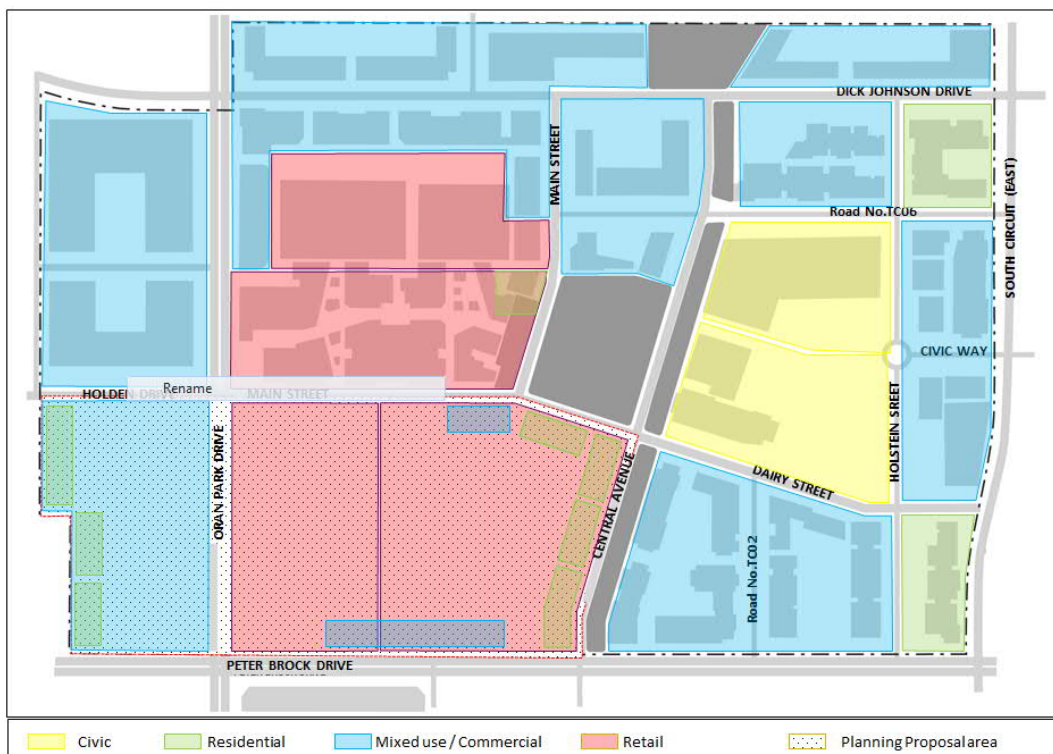 DICK JOHNSON DRIVE
MAIN STREET
SOUTH CIRCUIT (EAST)
Road No.TC06
CIVIC WAY
Rename
HOLDEN DRIVE
MAIN STREET
HOLSTEIN SREET
ORAN PARK DRIVE
CENTRAL AVENUE
DAIRY STREET
Road No.TC02
PETER BROCK DRIVE
Civic
Residential
Mixed use / Commercial
Retail
Planning Proposal area